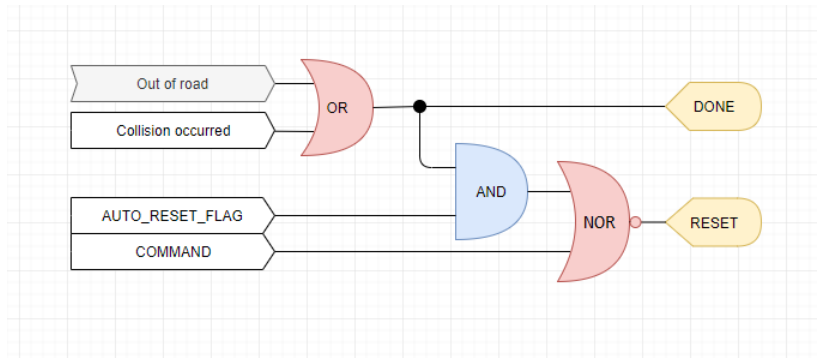 Out of road
OR
DONE
Collision occurred
AND
AUTO_RESET_FLAG
NOR
RESET
COMMAND